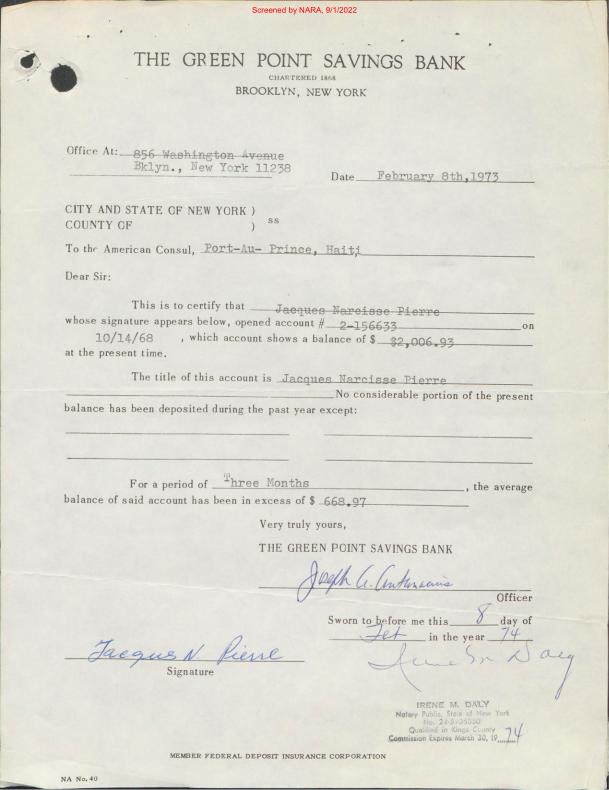 Screened by NARA, 9/1/2022
THE GREEN POINT SAVINGS BANK
CHARTERED 1868
BROOKLYN, NEW YORK
Office At: 856 Washington Avenue
Bklyn., New York 11238
Date February 8th,1973
CITY AND STATE OF NEW YORK )
COUNTY OF ) ss
To the American Consul, Port-Au- Prince, Haiti
Dear Sir:
This is to certify that Jacques Narcisse Pierre
whose signature appears below, opened account # 2-156633 on
10/14/68 , which account shows a balance of $ $2,006.93
at the present time.
The title of this account is Jacques Narcisse Pierre
No considerable portion of the present
balance has been deposited during the past year except:
For a period of Three Months , the average
balance of said account has been in excess of $ 668.97
Very truly yours,
THE GREEN POINT SAVINGS BANK
Joseph
Officer
Sworn to before me this 8 day of
Feb in the year 74
Jacques N. Pierre
Irene M Daly
Signature
IRENE M. DALY
Notary Public, State of New York
No.
Qualified in Kings County
Commission Expires March 30, 19 74
MEMBER FEDERAL DEPOSIT INSURANCE CORPORATION
NA No. 40